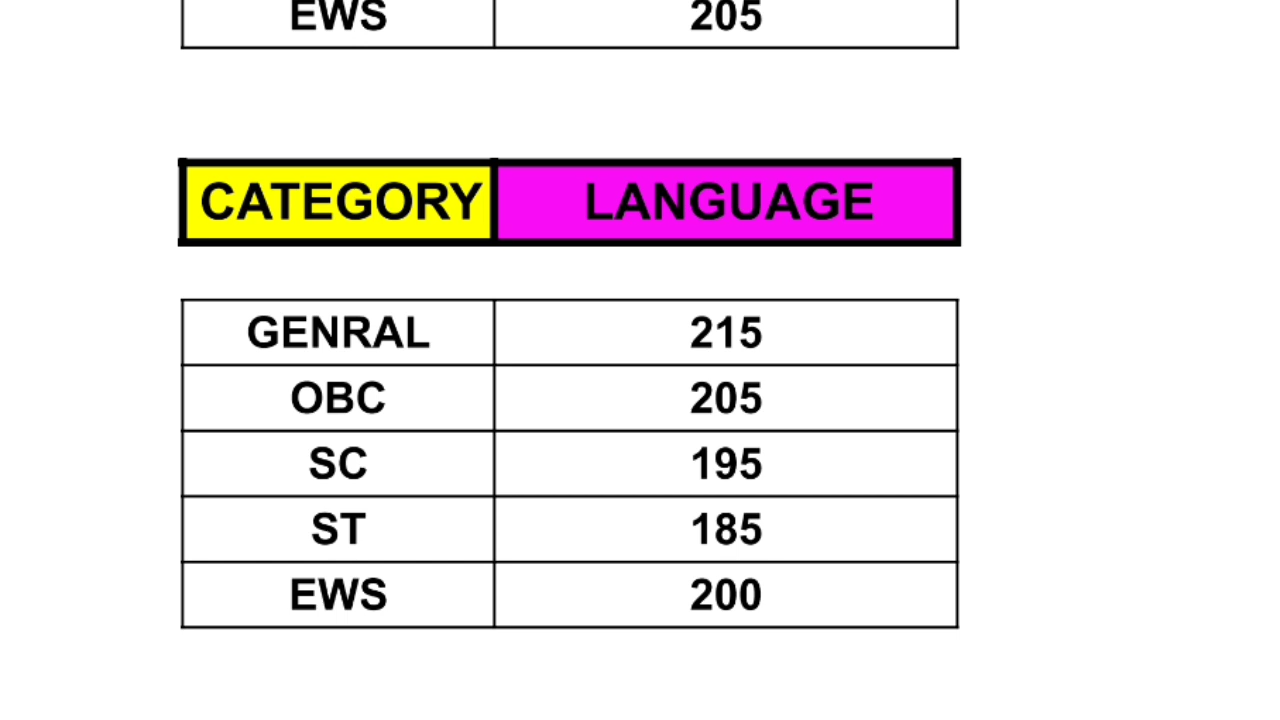 EWS 205
CATEGORY LANGUAGE
GENRAL 215
OBC 205
SC 195
ST 185
EWS 200